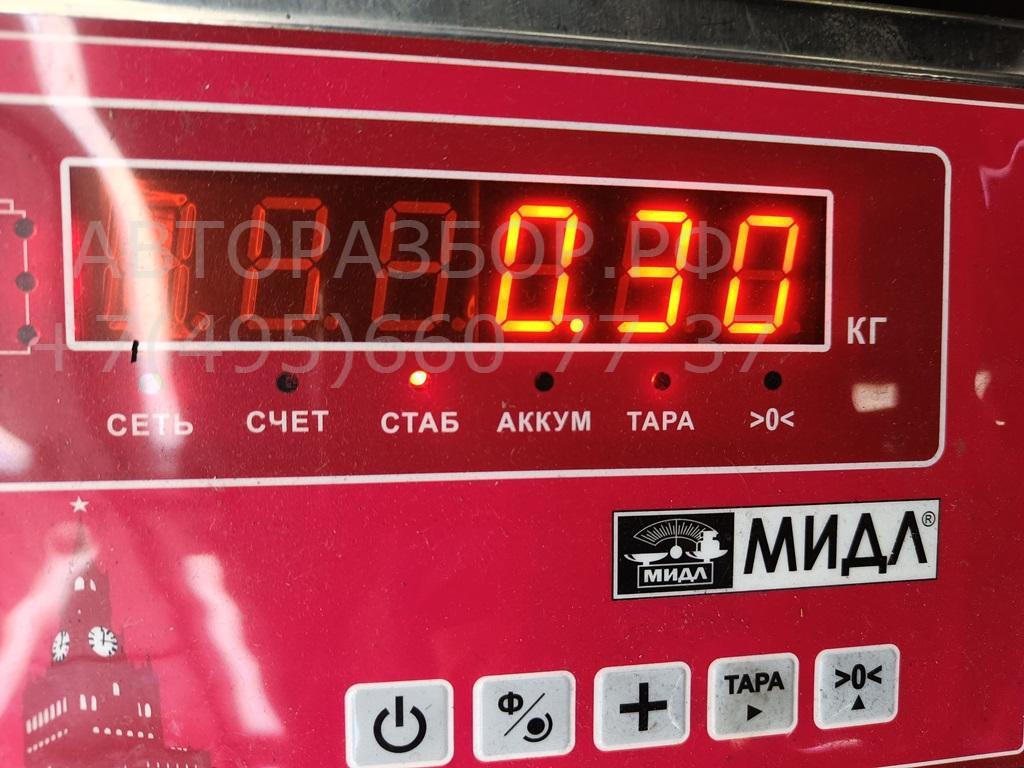 АВТОРАЗБОР.РФ
+7(495)660-77-37
0.30
КГ
СЕТЬ СЧЕТ СТАБ АККУМ ТАРА >0<
МИДЛ МИДЛ®
Ф ТАРА >0<